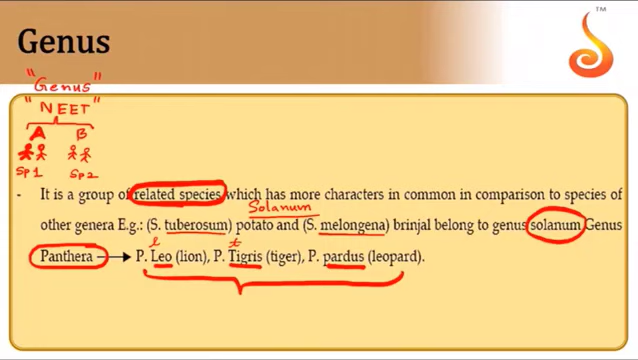 Genus
TM
"Genus"
"NEET"
A B
SP1 SP2
- It is a group of related species which has more characters in common in comparison to species of
Solanum
other genera E.g.: (S. tuberosum) potato and (S. melongena) brinjal belong to genus solanum Genus
l t
Panthera → P. Leo (lion), P. Tigris (tiger), P. pardus (leopard).